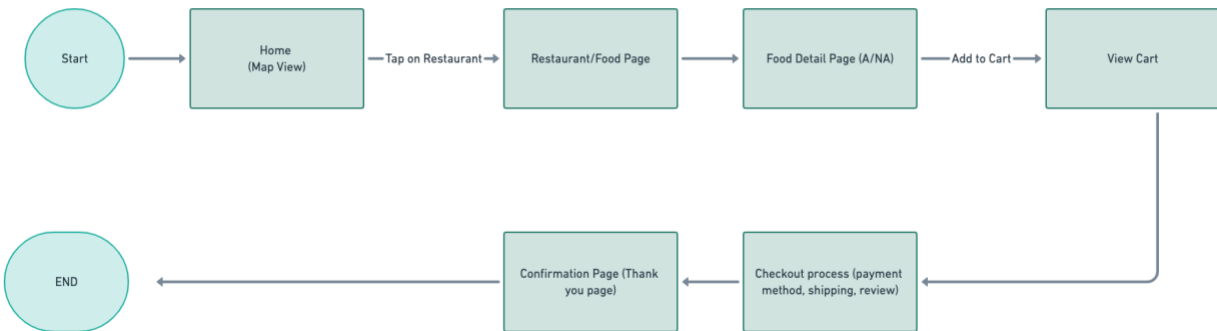 Start
Home
(Map View)
Tap on Restaurant
Restaurant/Food Page
Food Detail Page (A/NA)
Add to Cart
View Cart
END
Confirmation Page (Thank
you page)
Checkout process (payment
method, shipping, review)